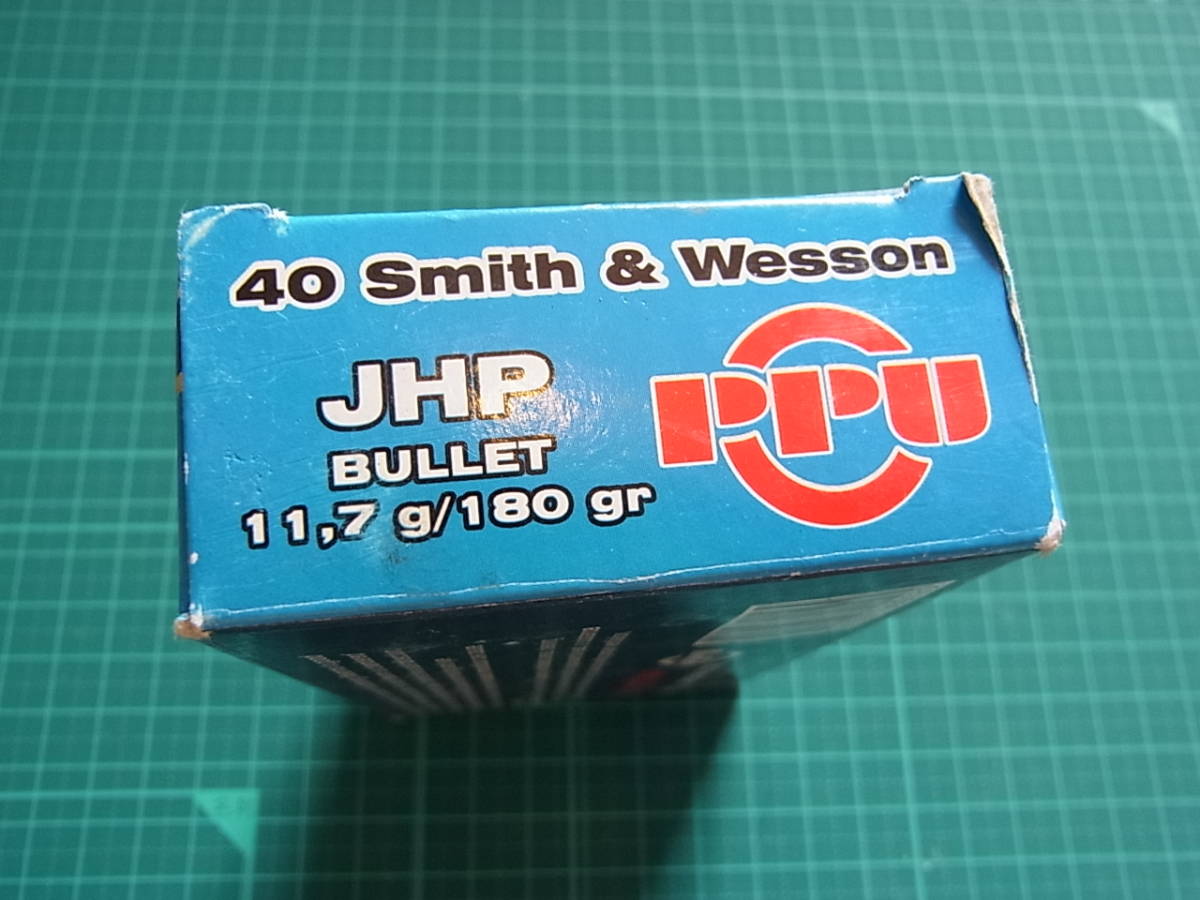 40 Smith & Wesson
JHP
BULLET
11,7 g/180 gr
PPU